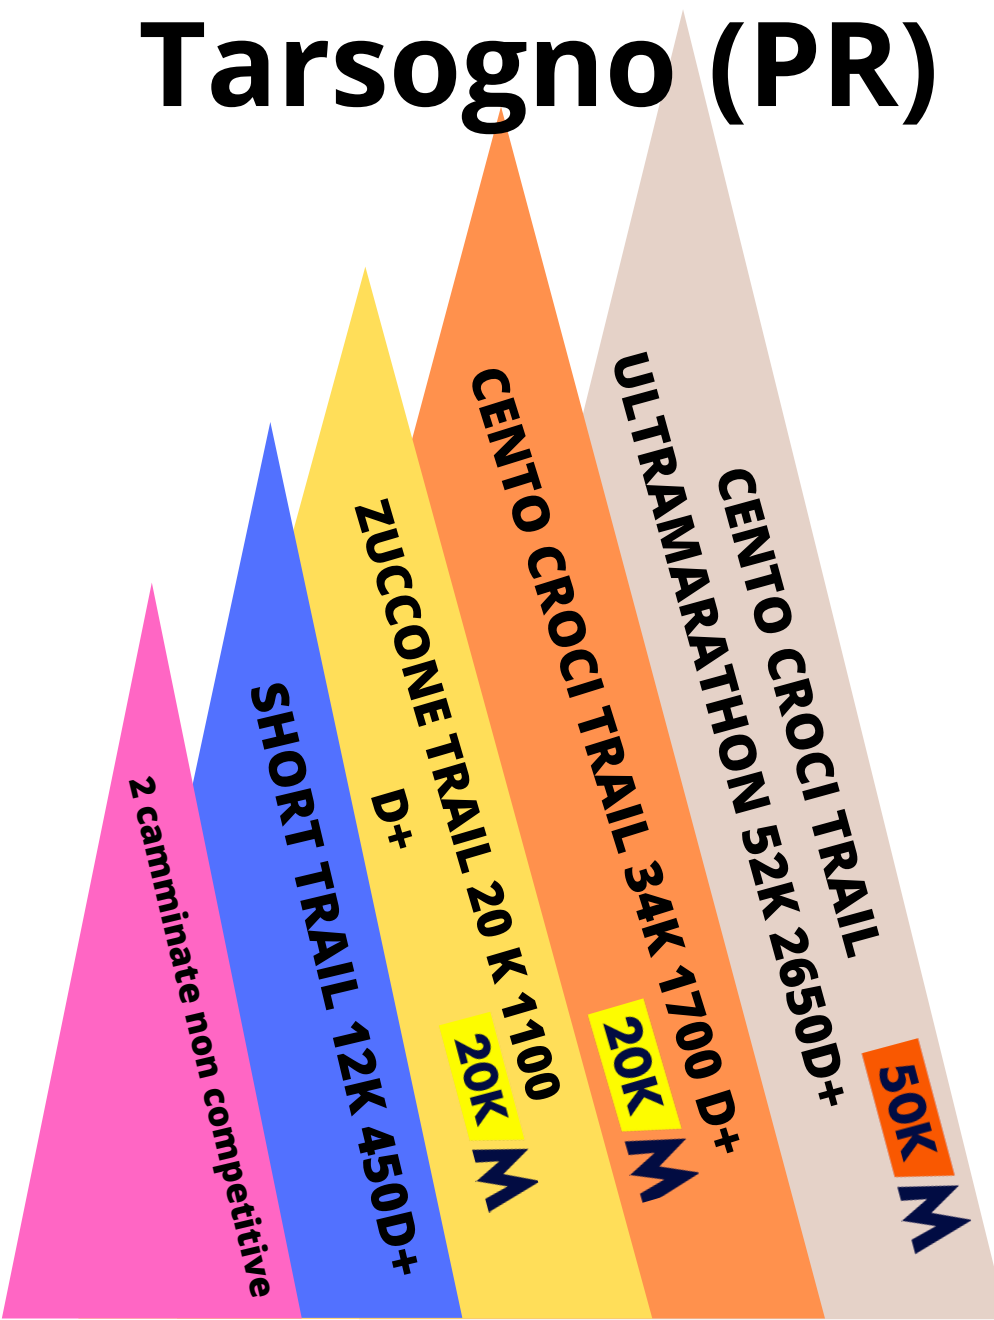 Tarsogno (PR)
2 camminate non competitive
SHORT TRAIL 12K 450D+
ZUCCONE TRAIL 20 K 1100
D+
20K
CENTO CROCI TRAIL 34K 1700 D+
20K
CENTO CROCI TRAIL
ULTRAMARATHON 52K 2650D+
50K